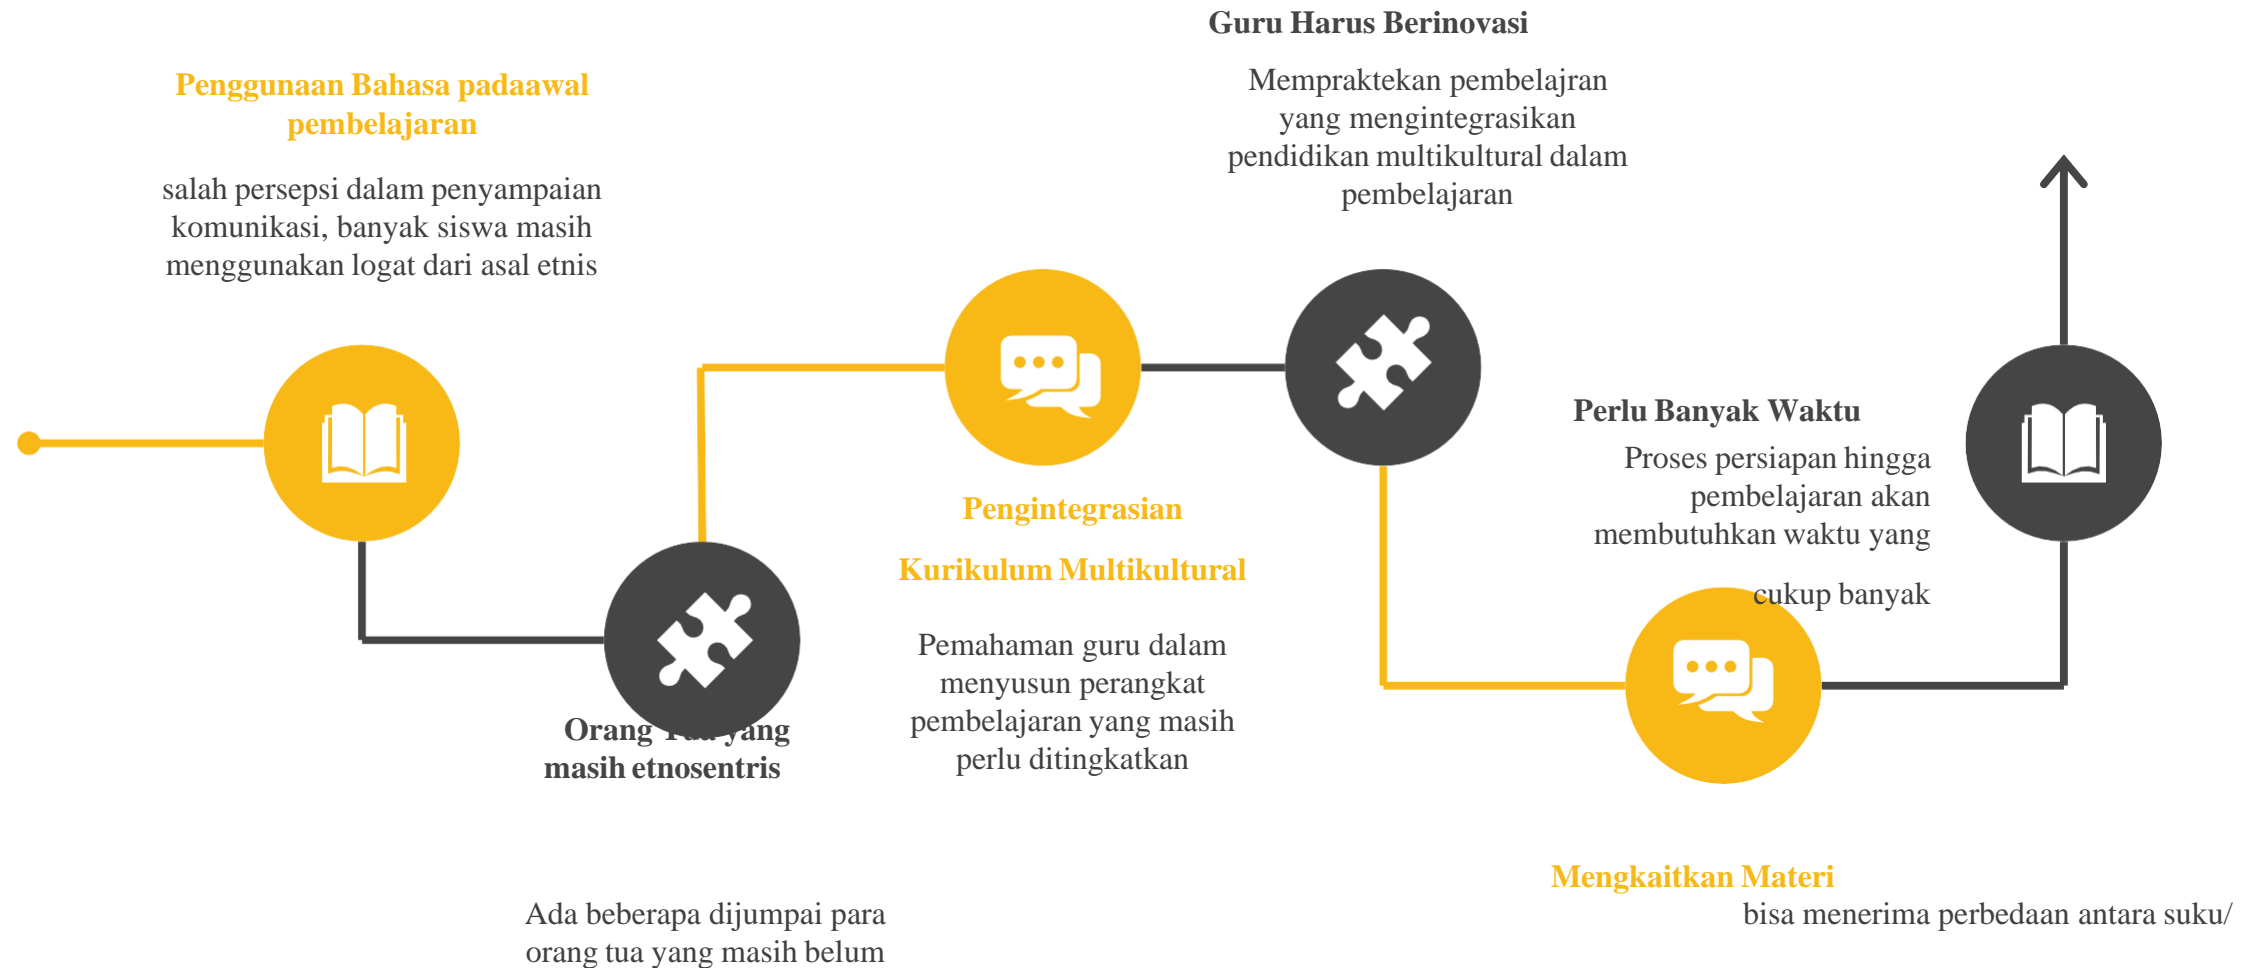 Penggunaan Bahasa padaawal
pembelajaran
salah persepsi dalam penyampaian
komunikasi, banyak siswa masih
menggunakan logat dari asal etnis
Orang Tua yang
masih etnosentris
Ada beberapa dijumpai para
orang tua yang masih belum
Pengintegrasian
Kurikulum Multikultural
Pemahaman guru dalam
menyusun perangkat
pembelajaran yang masih
perlu ditingkatkan
Guru Harus Berinovasi
Mempraktekan pembelajran
yang mengintegrasikan
pendidikan multikultural dalam
pembelajaran
Mengkaitkan Materi
bisa menerima perbedaan antara suku/
Perlu Banyak Waktu
Proses persiapan hingga
pembelajaran akan
membutuhkan waktu yang
cukup banyak